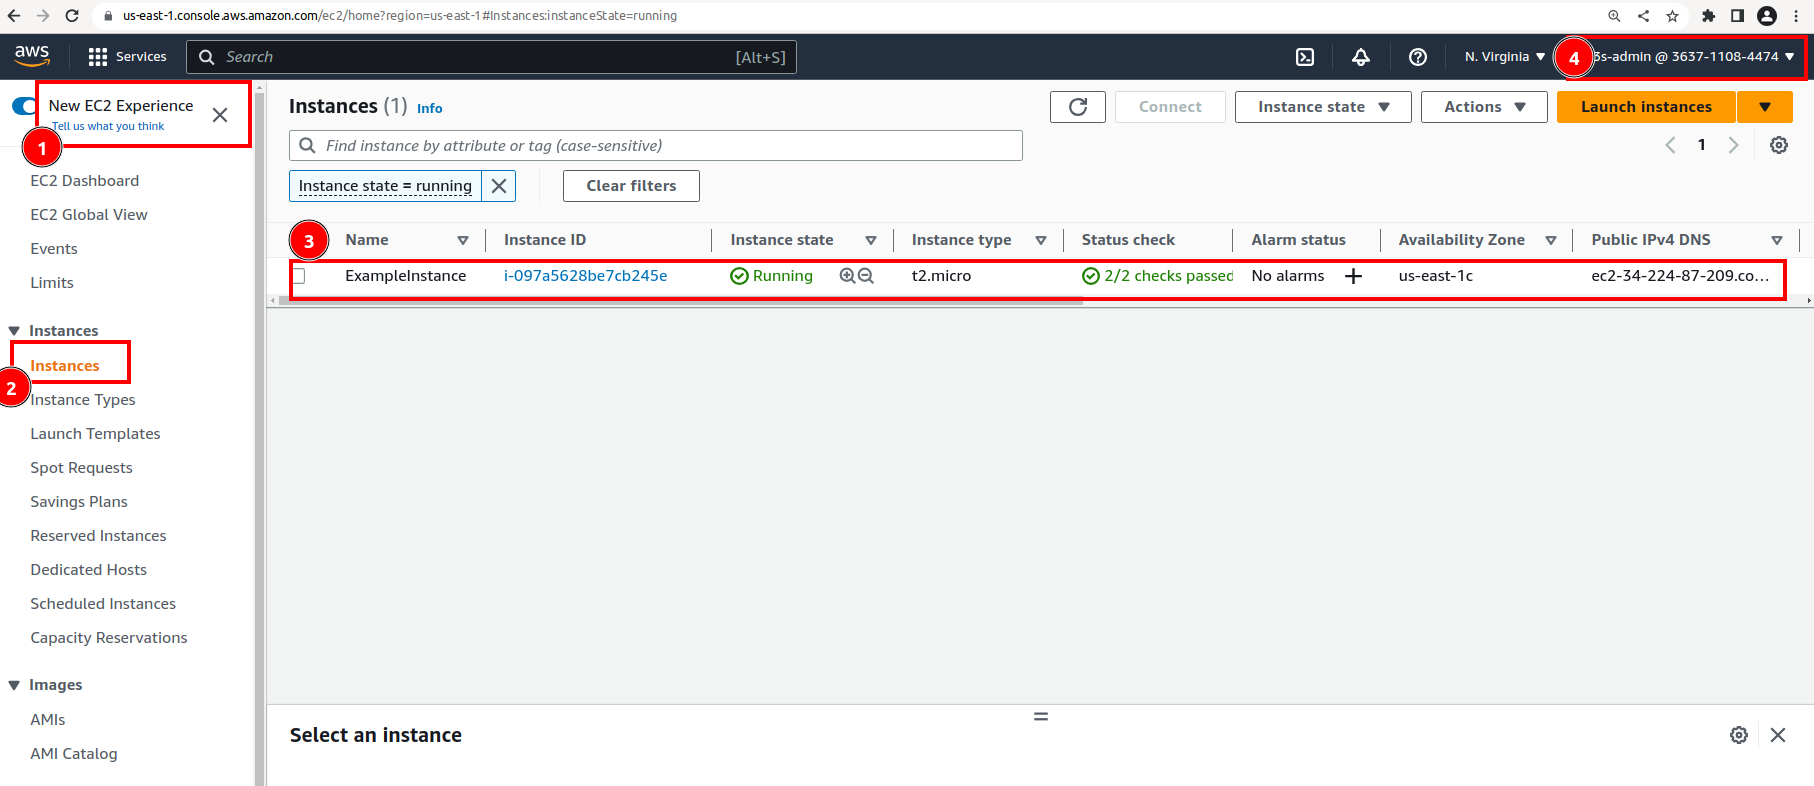 us-east-1.console.aws.amazon.com/ec2/home?region=us-east-1#Instances:instanceState=running
aws
Services
Search
[Alt+S]
N. Virginia
4
3s-admin @ 3637-1108-4474
New EC2 Experience
Tell us what you think
1
EC2 Dashboard
EC2 Global View
Events
Limits
Instances
Instances
2
Instance Types
Launch Templates
Spot Requests
Savings Plans
Reserved Instances
Dedicated Hosts
Scheduled Instances
Capacity Reservations
Images
AMIs
AMI Catalog
Instances (1) Info
Connect
Instance state
Actions
Launch instances
Find instance by attribute or tag (case-sensitive)
1
Instance state = running
Clear filters
3
Name Instance ID Instance state Instance type Status check Alarm status Availability Zone Public IPv4 DNS
ExampleInstance i-097a5628be7cb245e Running t2.micro 2/2 checks passed No alarms us-east-1c ec2-34-224-87-209.co...
Select an instance